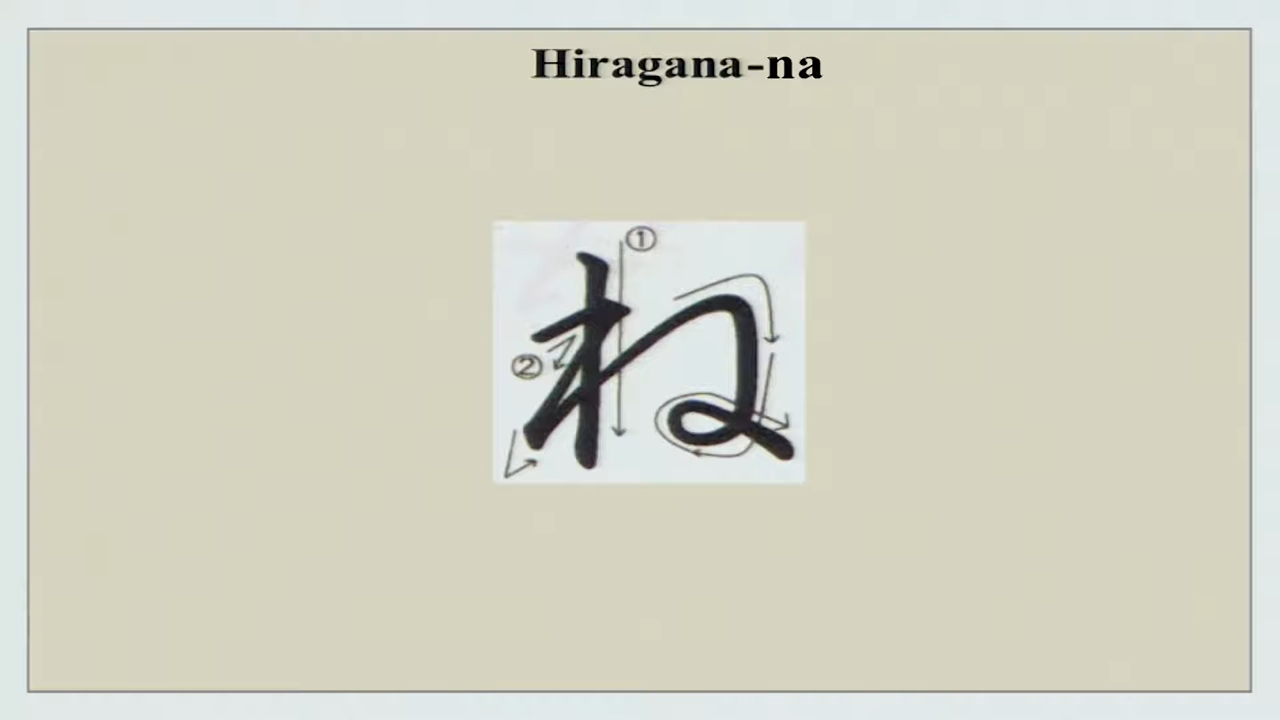 Hiragana-na
①
ね
②